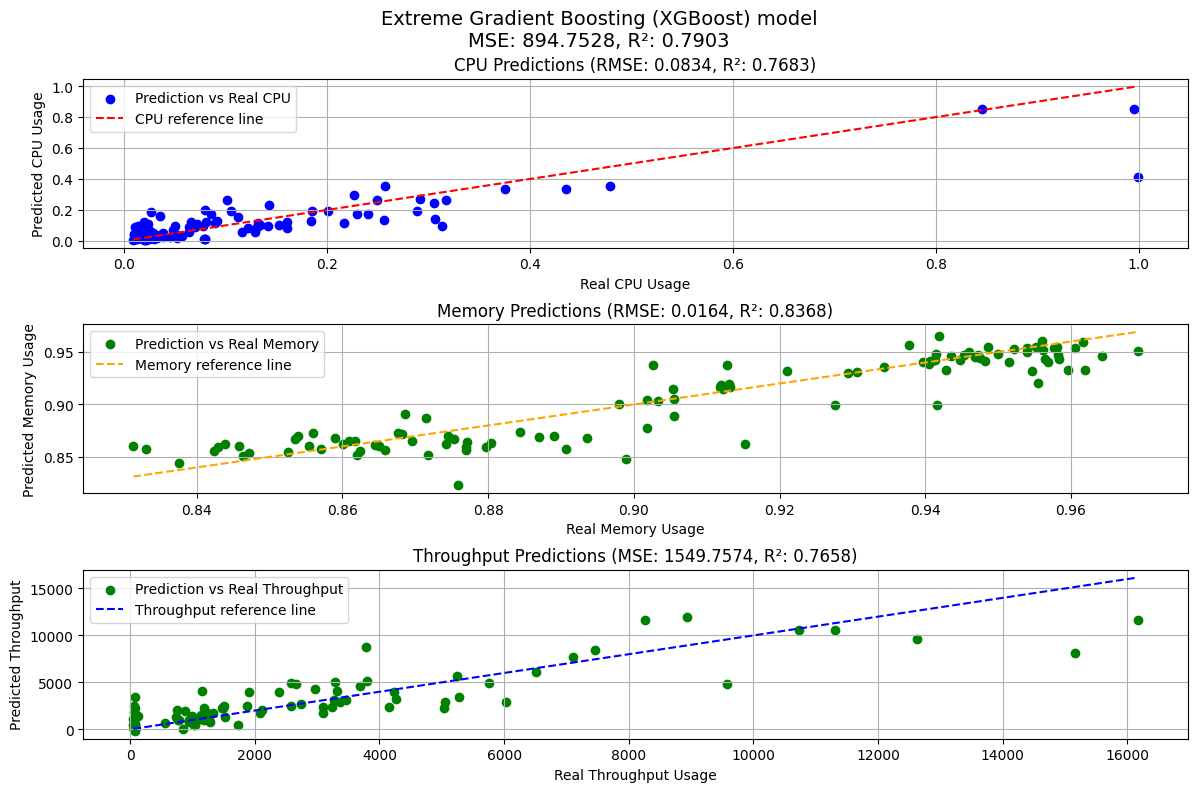 Extreme Gradient Boosting (XGBoost) model
MSE: 894.7528, R²: 0.7903
CPU Predictions (RMSE: 0.0834, R²: 0.7683)
Prediction vs Real CPU
CPU reference line
Predicted CPU Usage
1.0
0.8
0.6
0.4
0.2
0.0
0.0 0.2 0.4 0.6 0.8 1.0
Real CPU Usage
Memory Predictions (RMSE: 0.0164, R²: 0.8368)
Prediction vs Real Memory
Memory reference line
Predicted Memory Usage
0.95
0.90
0.85
0.84 0.86 0.88 0.90 0.92 0.94 0.96
Real Memory Usage
Throughput Predictions (MSE: 1549.7574, R²: 0.7658)
Prediction vs Real Throughput
Throughput reference line
Predicted Throughput
15000
10000
5000
0
0 2000 4000 6000 8000 10000 12000 14000 16000
Real Throughput Usage